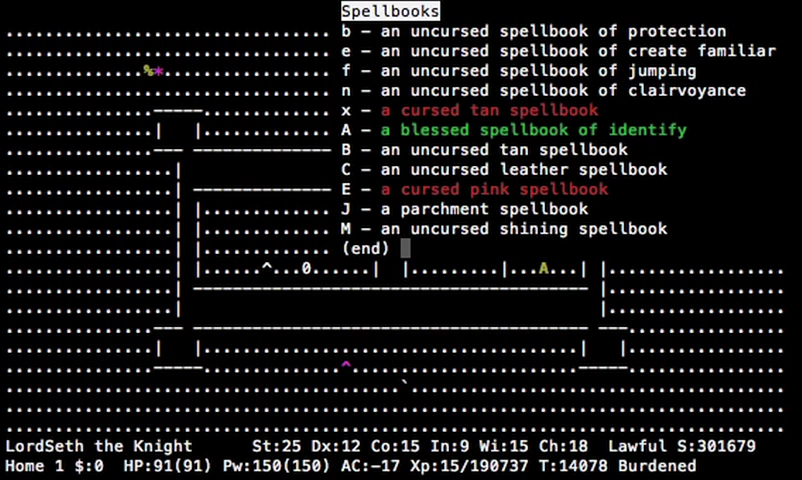 Spellbooks
b - an uncursed spellbook of protection
e - an uncursed spellbook of create familiar
f - an uncursed spellbook of jumping
n - an uncursed spellbook of clairvoyance
x - a cursed tan spellbook
A - a blessed spellbook of identify
B - an uncursed tan spellbook
C - an uncursed leather spellbook
E - a cursed pink spellbook
J - a parchment spellbook
M - an uncursed shining spellbook
(end)
LordSeth the Knight St:25 Dx:12 Co:15 In:9 Wi:15 Ch:18 Lawful S:301679
Home 1 $:0 HP:91(91) Pw:150(150) AC:-17 Xp:15/190737 T:14078 Burdened